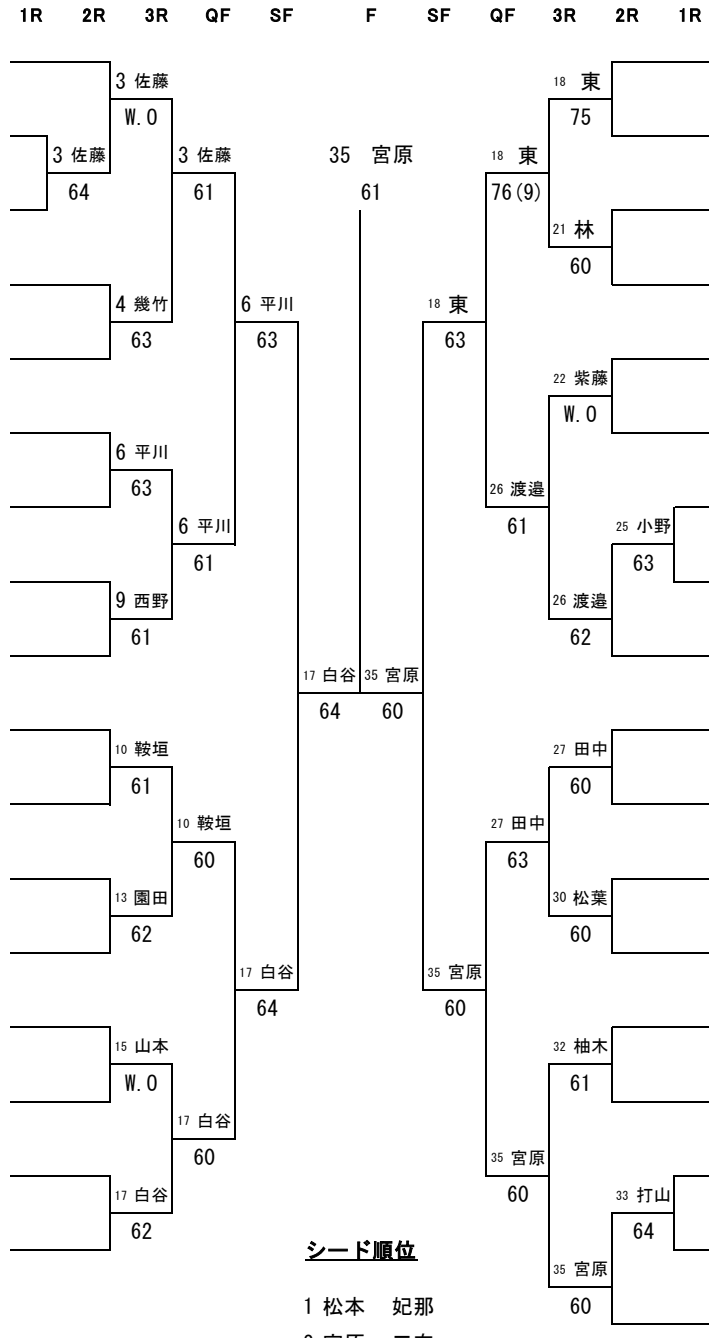 1R 2R 3R QF SF F SF QF 3R 2R 1R
3 佐藤
W.O
3 佐藤
64
3 佐藤
61
4 幾竹
63
6 平川
63
6 平川
63
6 平川
61
9 西野
61
10 鞍垣
61
10 鞍垣
60
13 園田
62
17 白谷
64
15 山本
W.O
17 白谷
60
17 白谷
62
35 宮原
61
17 白谷
64
35 宮原
60
18 東
75
18 東
76(9)
21 林
60
18 東
63
22 紫藤
W.O
26 渡邉
61
25 小野
63
26 渡邉
62
27 田中
60
27 田中
63
30 松葉
60
35 宮原
60
32 柚木
61
35 宮原
60
33 打山
64
35 宮原
60
シード順位
1 松本 妃那